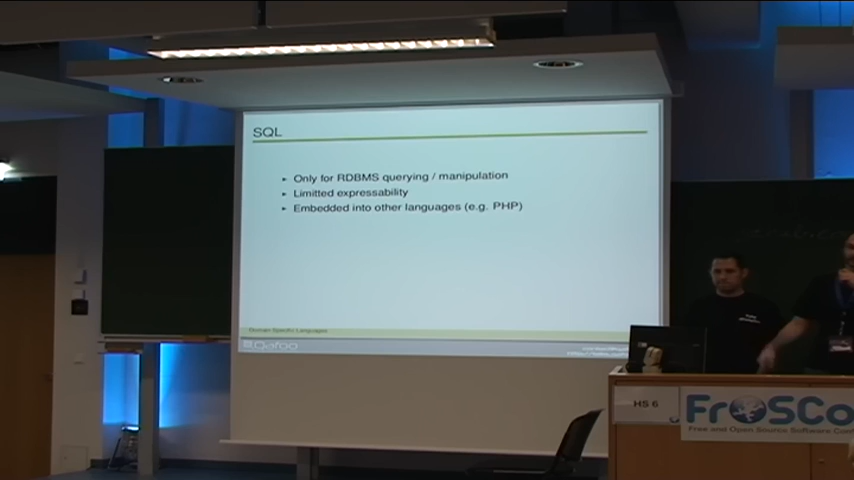 SQL
Only for RDBMS querying / manipulation
Limitted expressability
Embedded into other languages (e.g. PHP)
Domain Specific Languages
Qafoo
HS 6
FrOSCo
Free and Open Source Software Con